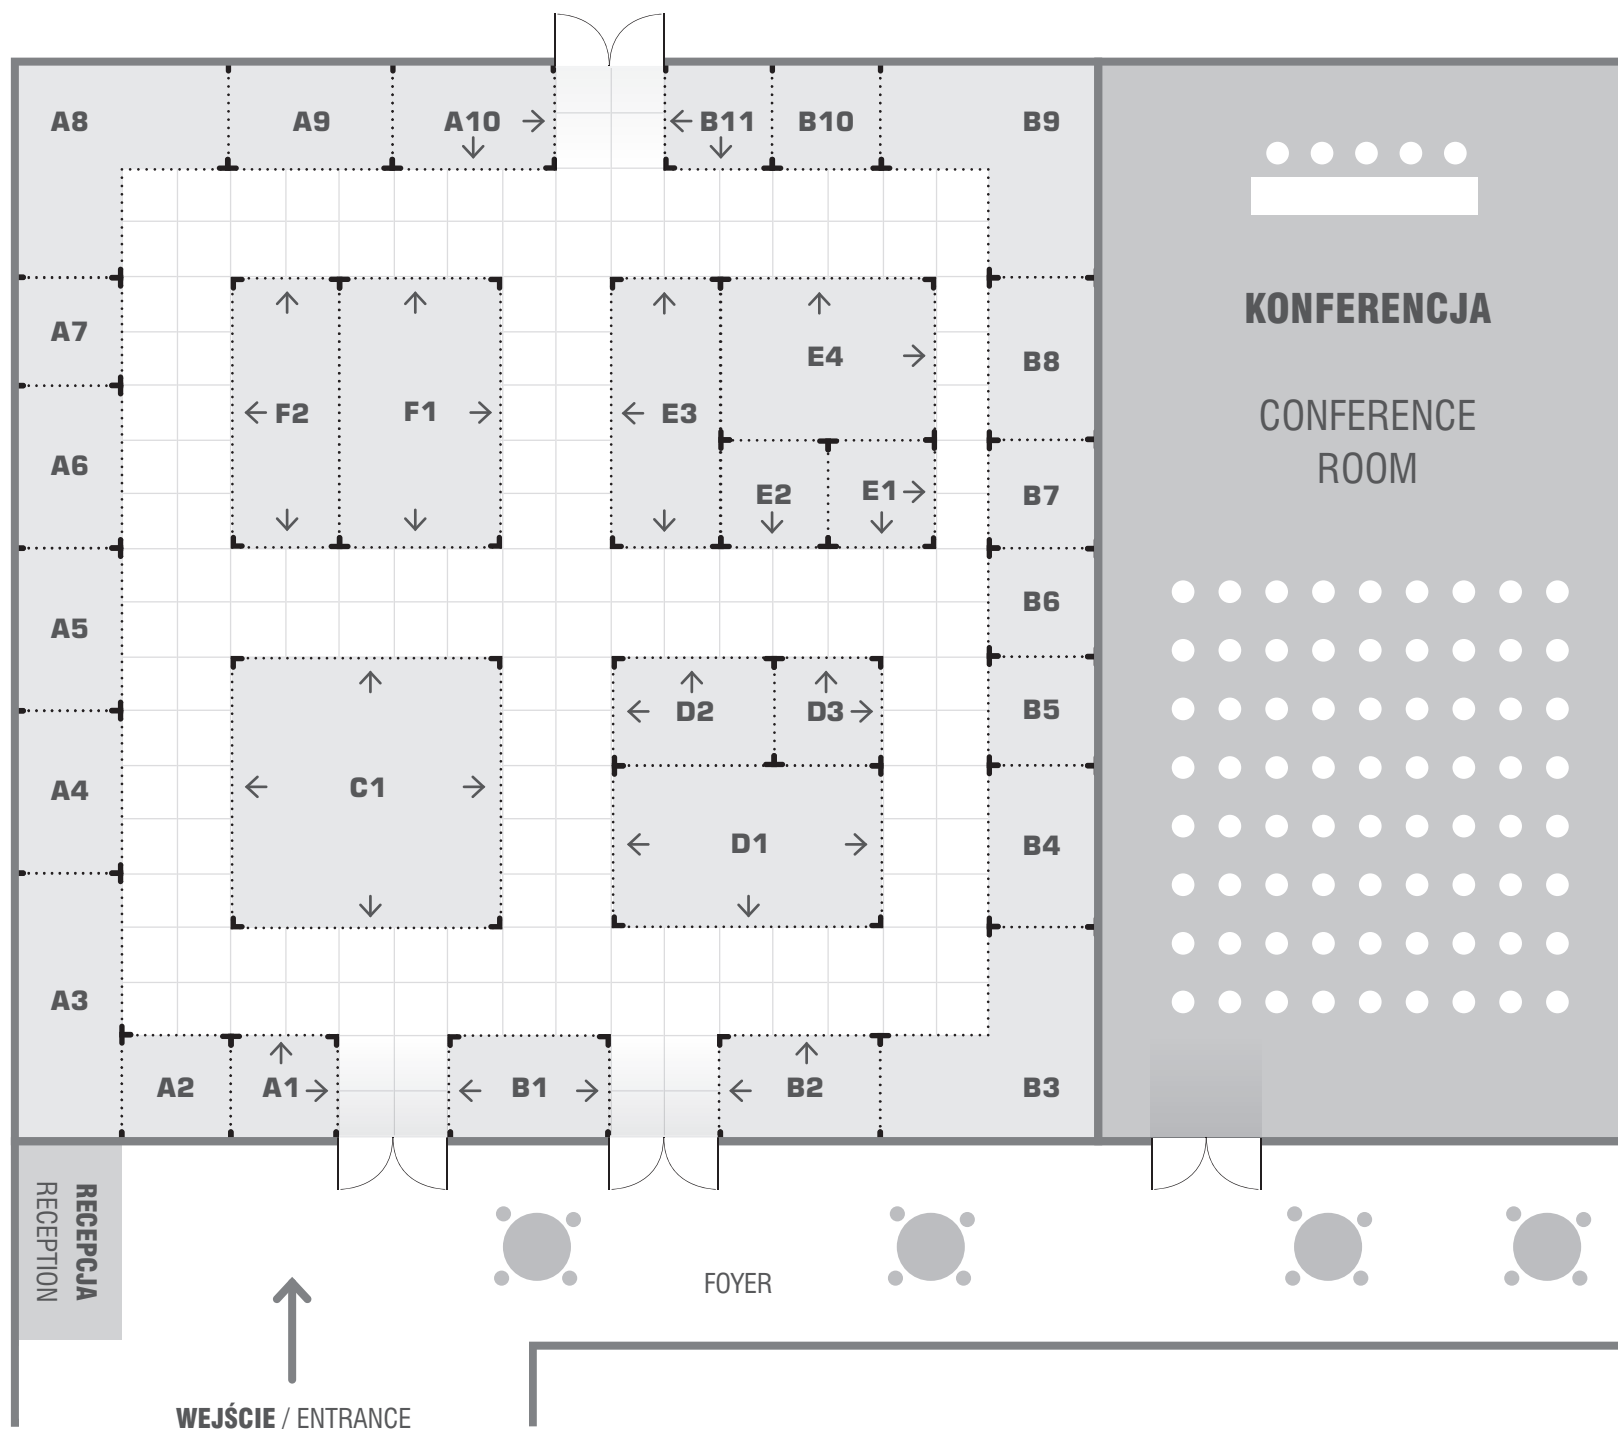 A8
A9
A10
B11
B10
B9
A7
A6
A5
A4
A3
F2
F1
E3
E4
E2
E1
B8
B7
B6
B5
B4
C1
D2
D3
D1
A2
A1
B1
B2
B3
KONFERENCJA
CONFERENCE
ROOM
RECEPCJA
RECEPTION
FOYER
WEJŚCIE / ENTRANCE